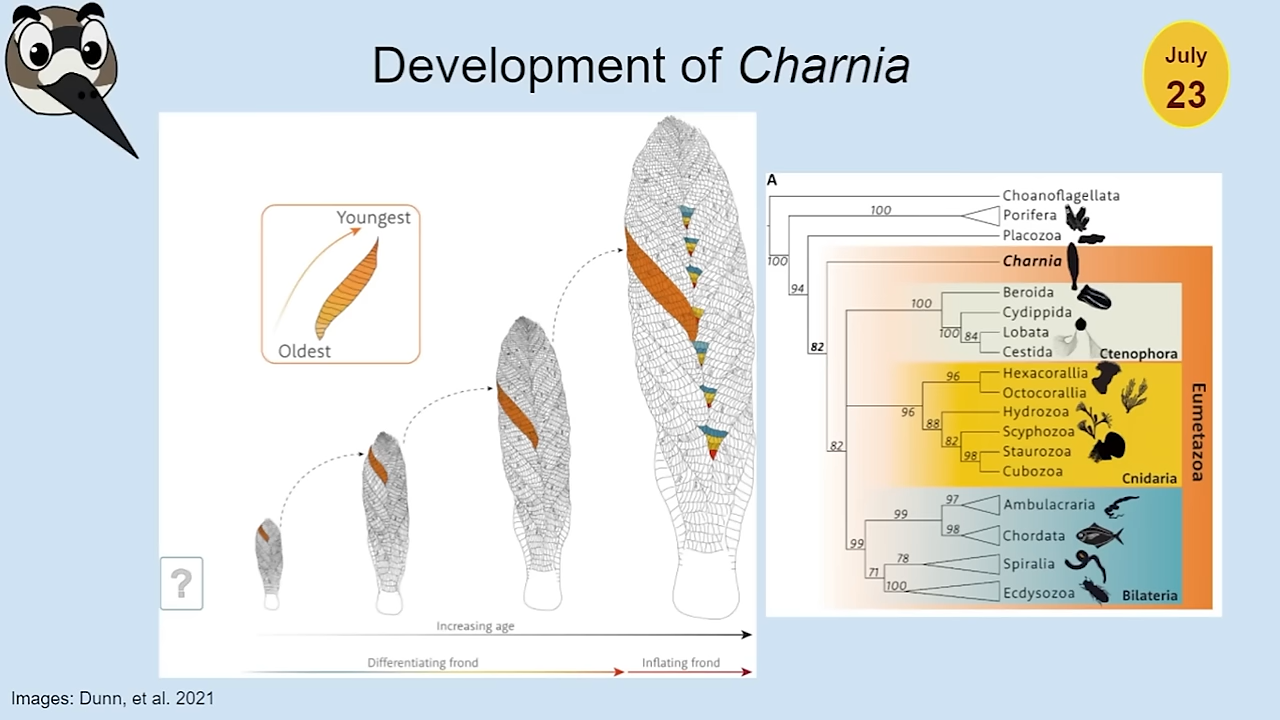 Development of Charnia
July
23
Youngest
Oldest
?
Increasing age
Differentiating frond
Inflating frond
A
Choanoflagellata
100
Porifera
Placozoa
100
Charnia
94
Beroida
100
Cydippida
100
84
Lobata
82
Cestida
Ctenophora
Hexacorallia
96
Octocorallia
96
Hydrozoa
88
Scyphozoa
82
82
Staurozoa
98
Cubozoa
Cnidaria
Eumetazoa
97
Ambulacraria
99
98
Chordata
99
78
Spiralia
71
100
Ecdysozoa
Bilateria
Images: Dunn, et al. 2021